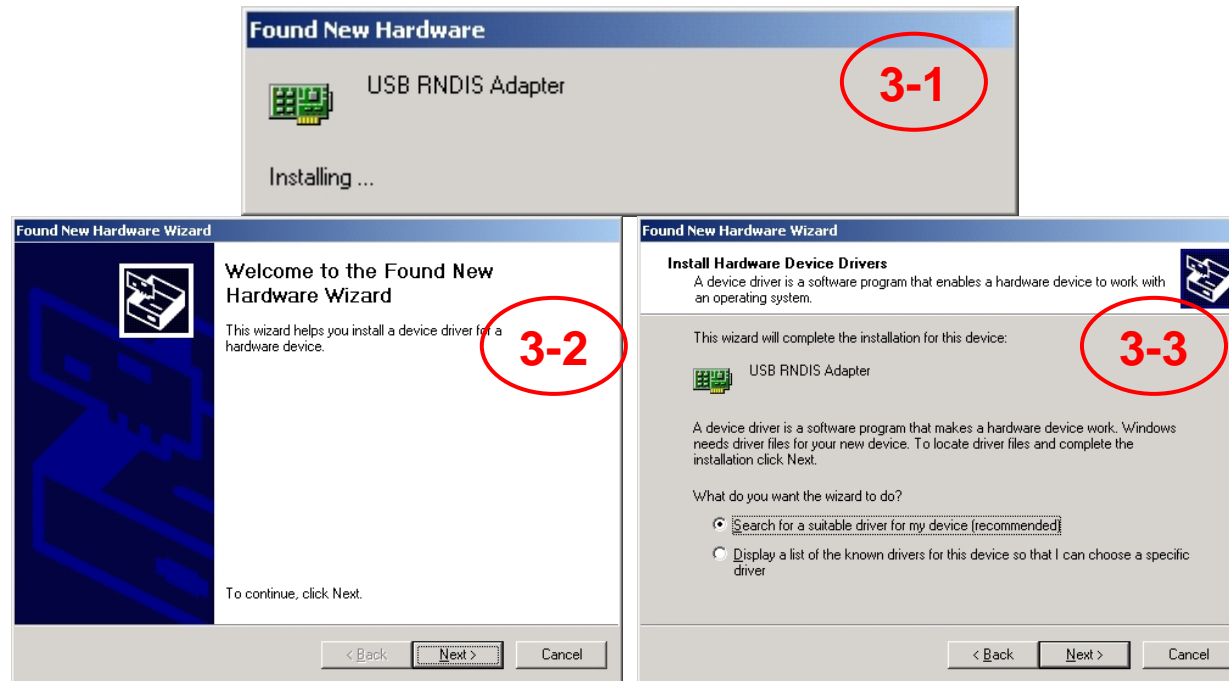 Found New Hardware
3-1
USB RNDIS Adapter
Installing ...
Found New Hardware Wizard
Welcome to the Found New
Hardware Wizard
This wizard helps you install a device driver for a
hardware device.
3-2
To continue, click Next.
< Back
Next >
Cancel
Found New Hardware Wizard
Install Hardware Device Drivers
A device driver is a software program that enables a hardware device to work with
an operating system.
This wizard will complete the installation for this device:
3-3
USB RNDIS Adapter
A device driver is a software program that makes a hardware device work. Windows
needs driver files for your new device. To locate driver files and complete the
installation click Next.
What do you want the wizard to do?
Search for a suitable driver for my device (recommended)
Display a list of the known drivers for this device so that I can choose a specific
driver
< Back
Next >
Cancel